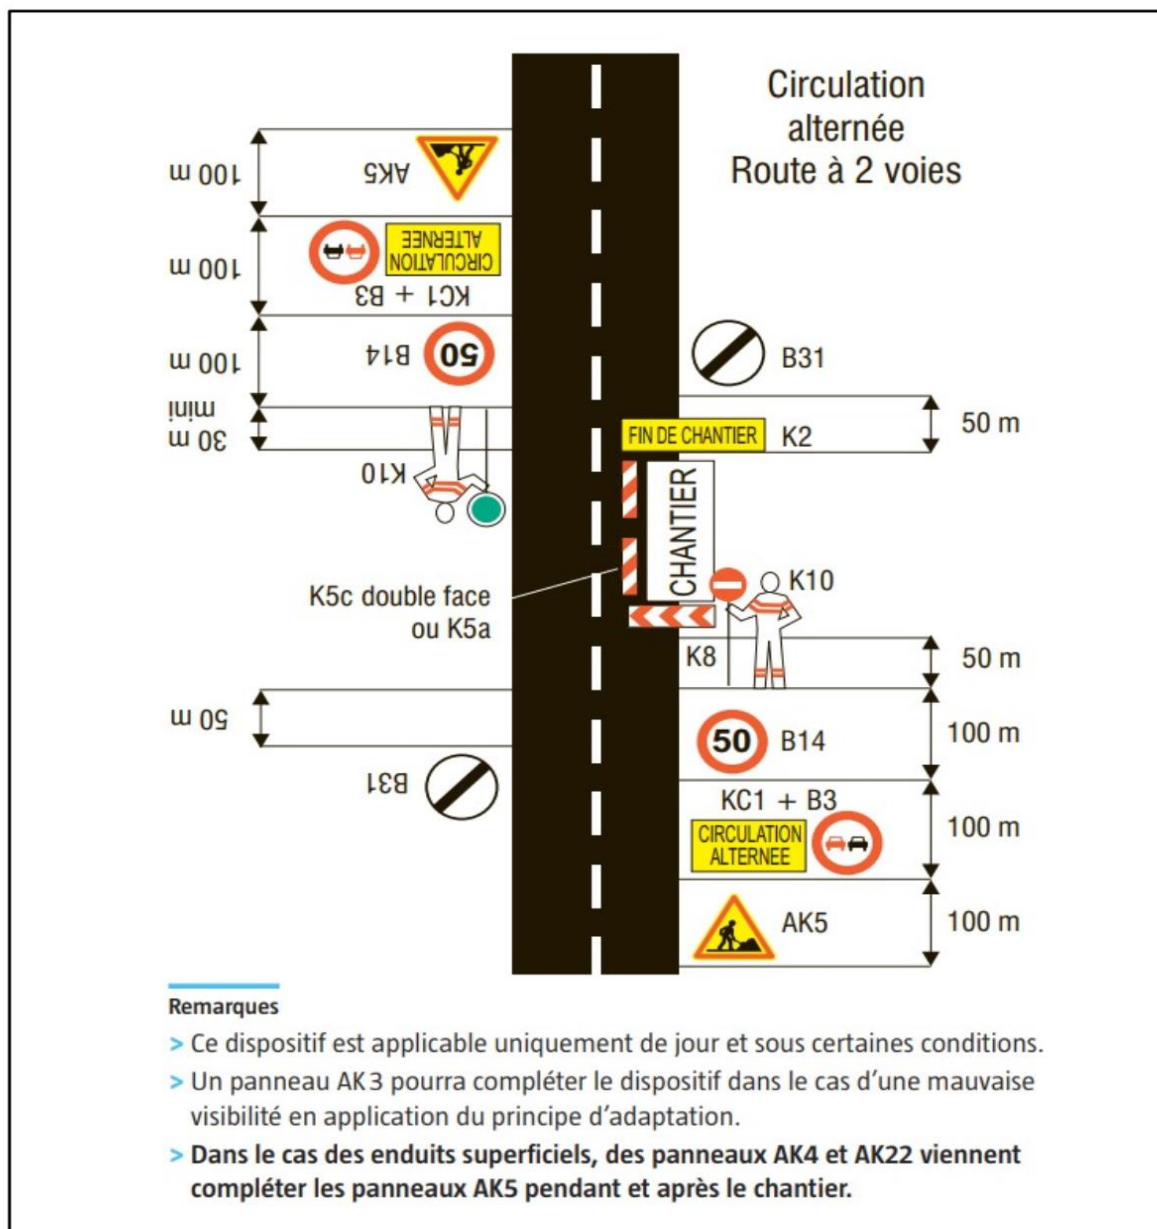 Circulation
alternée
Route à 2 voies
100 m
AK5
100 m
CIRCULATION
ALTERNEE
KC1 + B3
100 m
B14
50
30 m
mini
K10
B31
50 m
FIN DE CHANTIER
K2
CHANTIER
K10
K5c double face
ou K5a
K8
50 m
50 m
B31
50
B14
100 m
KC1 + B3
CIRCULATION
ALTERNEE
100 m
AK5
100 m
Remarques
> Ce dispositif est applicable uniquement de jour et sous certaines conditions.
> Un panneau AK3 pourra compléter le dispositif dans le cas d'une mauvaise
visibilité en application du principe d'adaptation.
> Dans le cas des enduits superficiels, des panneaux AK4 et AK22 viennent
compléter les panneaux AK5 pendant et après le chantier.